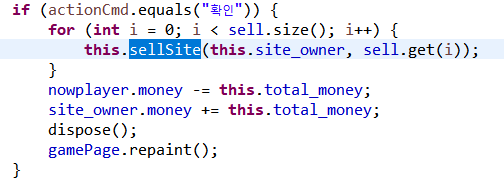 if (actionCmd.equals("확인")) {
for (int i = 0; i < sell.size(); i++) {
this.sellSite(this.site_owner, sell.get(i));
}
nowplayer.money -= this.total_money;
site_owner.money += this.total_money;
dispose();
gamePage.repaint();
}